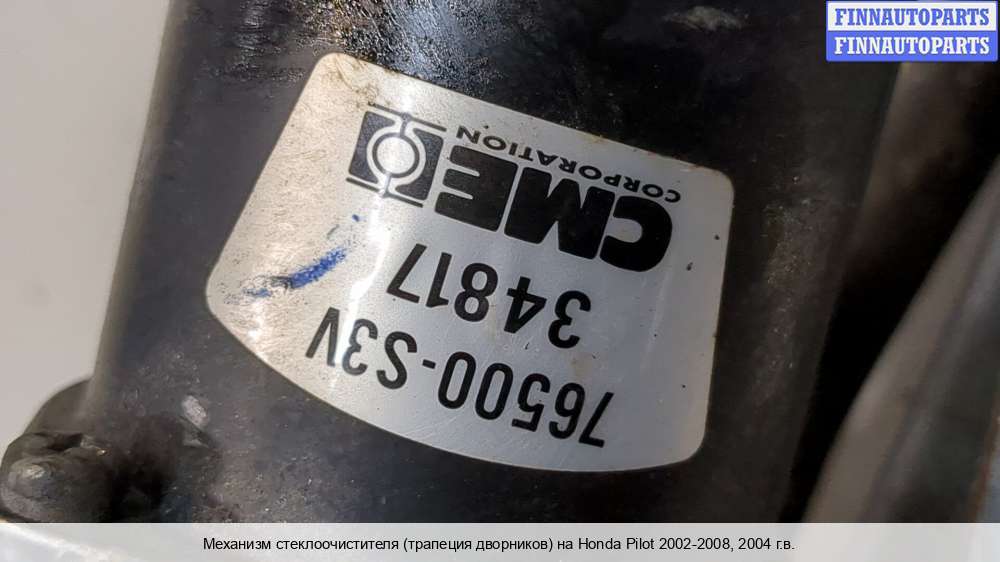 FINNAUTOPARTS
FINNAUTOPARTS
CME
CORPORATION
34817
76500-S3V
Механизм стеклоочистителя (трапеция дворников) на Honda Pilot 2002-2008, 2004 г.в.